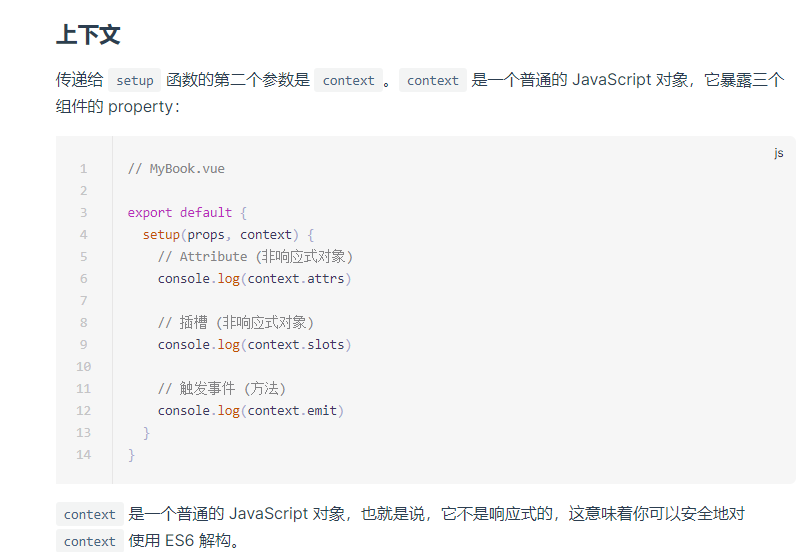 上下文
传递给 setup 函数的第二个参数是 context 。 context 是一个普通的 JavaScript 对象，它暴露三个
组件的 property：
js
1 // MyBook.vue
2
3 export default {
4 setup(props, context) {
5 // Attribute (非响应式对象)
6 console.log(context.attrs)
7
8 // 插槽 (非响应式对象)
9 console.log(context.slots)
10
11 // 触发事件 (方法)
12 console.log(context.emit)
13 }
14 }
context 是一个普通的 JavaScript 对象，也就是说，它不是响应式的，这意味着你可以安全地对
context 使用 ES6 解构。